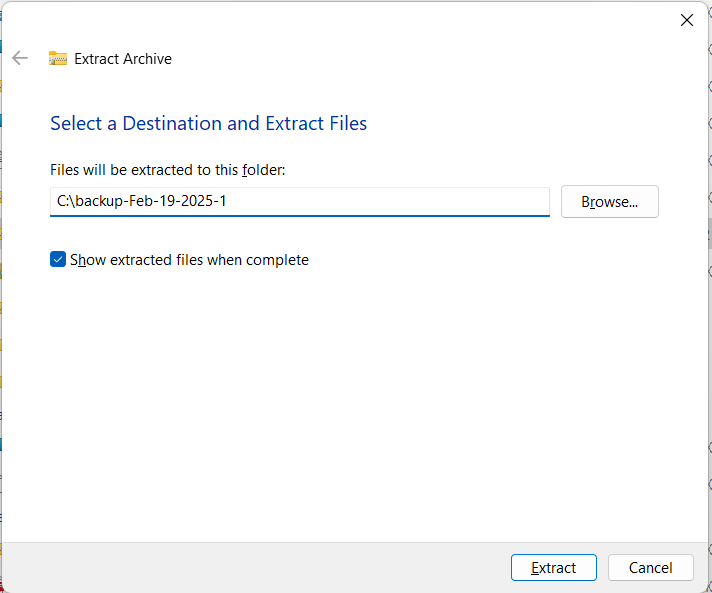 Extract Archive
Select a Destination and Extract Files
Files will be extracted to this folder:
C:\backup-Feb-19-2025-1
Browse...
Show extracted files when complete
Extract
Cancel